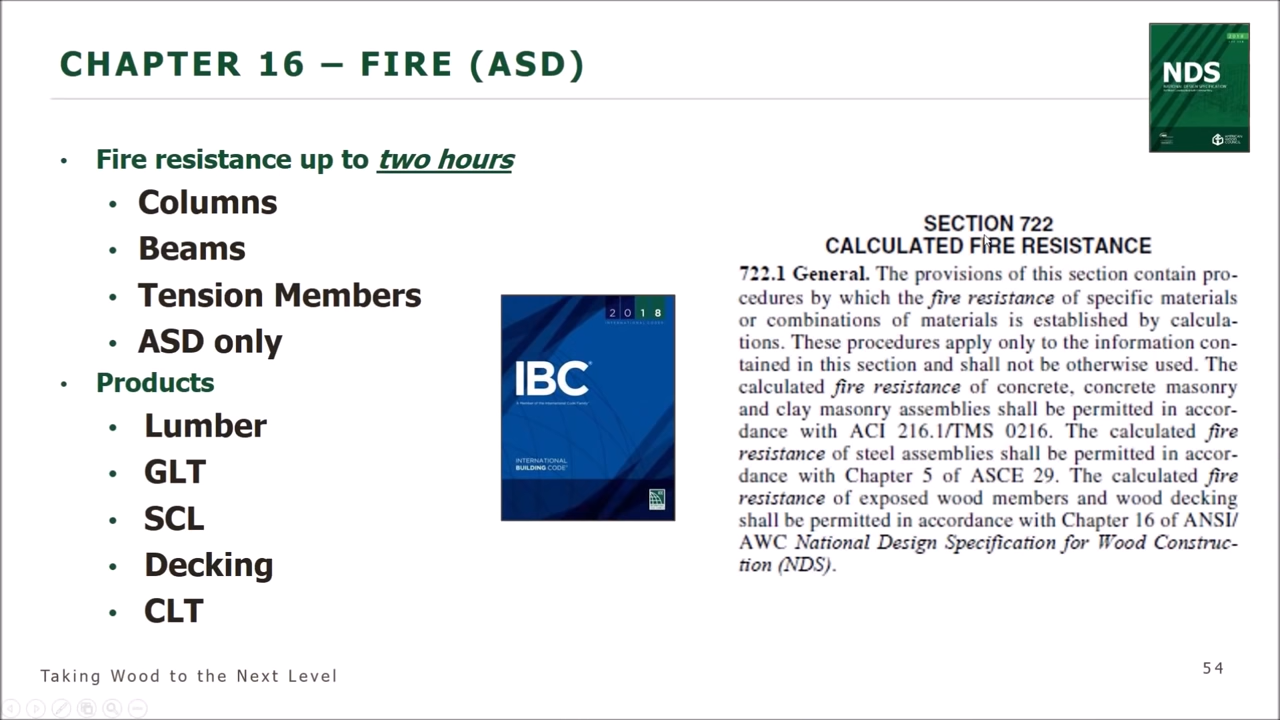 CHAPTER 16 – FIRE (ASD)
2018
NDS
• Fire resistance up to two hours
• Columns
• Beams
• Tension Members
• ASD only
• Products
• Lumber
• GLT
• SCL
• Decking
• CLT
2018
IBC
INTERNATIONAL
BUILDING CODE
SECTION 722
CALCULATED FIRE RESISTANCE
722.1 General. The provisions of this section contain pro-
cedures by which the fire resistance of specific materials
or combinations of materials is established by calcula-
tions. These procedures apply only to the information con-
tained in this section and shall not be otherwise used. The
calculated fire resistance of concrete, concrete masonry
and clay masonry assemblies shall be permitted in accor-
dance with ACI 216.1/TMS 0216. The calculated fire
resistance of steel assemblies shall be permitted in accor-
dance with Chapter 5 of ASCE 29. The calculated fire
resistance of exposed wood members and wood decking
shall be permitted in accordance with Chapter 16 of ANSI/
AWC National Design Specification for Wood Construc-
tion (NDS).
Taking Wood to the Next Level
54